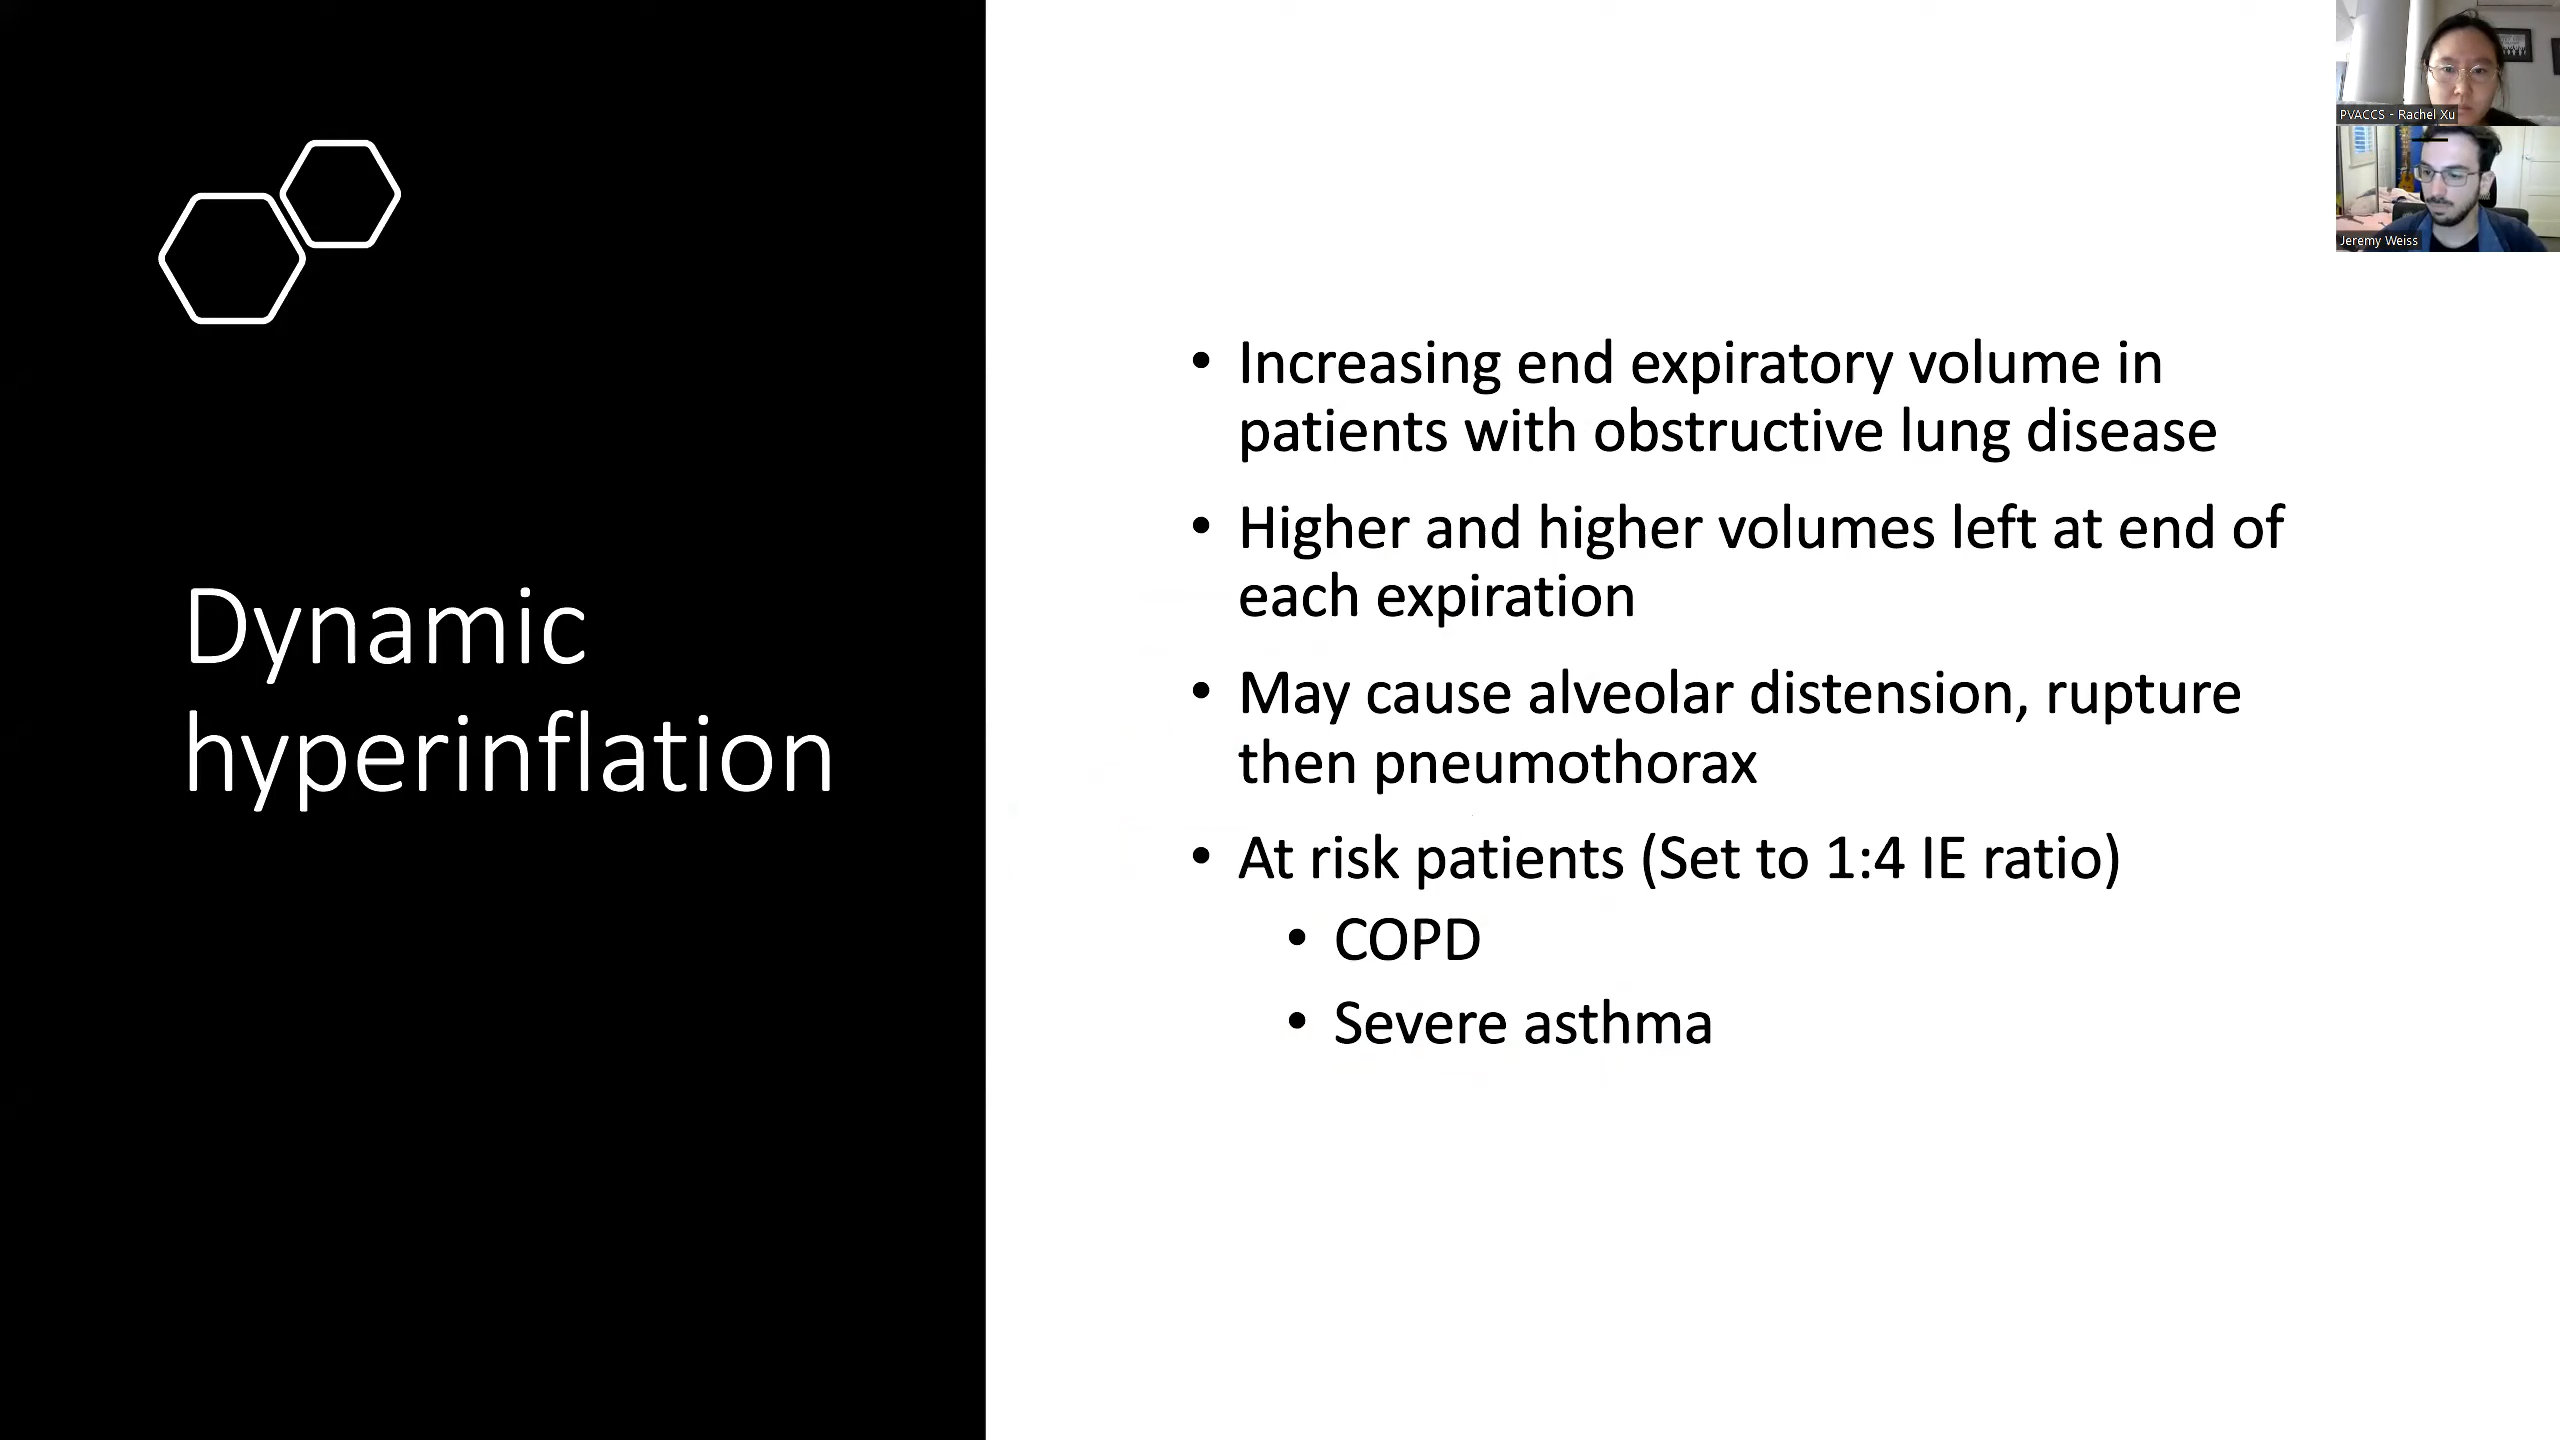 PVACCS - Rachel Xu
Jeremy Weiss
Dynamic
hyperinflation
• Increasing end expiratory volume in
patients with obstructive lung disease
• Higher and higher volumes left at end of
each expiration
• May cause alveolar distension, rupture
then pneumothorax
• At risk patients (Set to 1:4 IE ratio)
• COPD
• Severe asthma